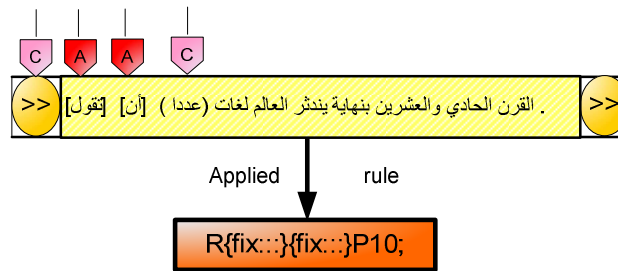 C A A C
>> . القرن الحادي والعشرين بنهاية يندثر العالم لغات (عددا ) [أن] [تقول] >>
Applied rule
R{fix:::}{fix:::}P10;